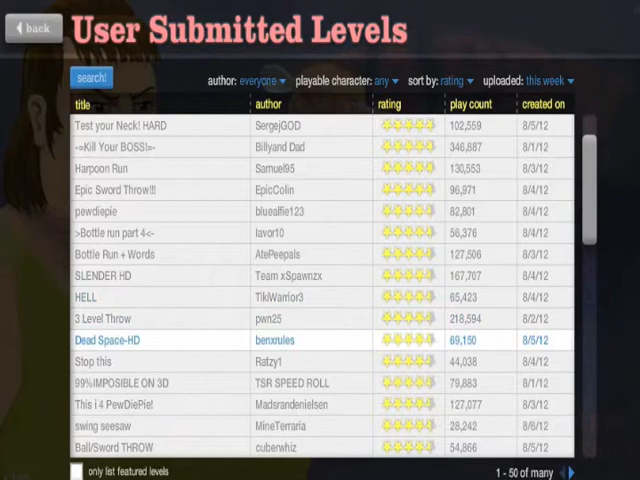 back
User Submitted Levels
search!
author: everyone playable character: any sort by: rating uploaded: this week
title author rating play count created on
Test your Neck! HARD SergejGOD 102,559 8/5/12
-=Kill Your BOSS!=- Billyand Dad 346,887 8/1/12
Harpoon Run Samuel95 130,553 8/3/12
Epic Sword Throw!!! EpicColin 96,971 8/4/12
pewdiepie bluealfie123 82,801 8/2/12
>Bottle run part 4<- lavor10 56,376 8/4/12
Bottle Run + Words AtePeepals 127,506 8/3/12
SLENDER HD Team xSpawnzx 167,707 8/4/12
HELL TikiWarrior3 65,423 8/4/12
3 Level Throw pwn25 218,594 8/2/12
Dead Space-HD benxrules 69,150 8/5/12
Stop this Ratzy1 44,038 8/4/12
99%IMPOSIBLE ON 3D TSR SPEED ROLL 79,883 8/1/12
This i 4 PewDiePie! Madsrandenielsen 127,077 8/3/12
swing seesaw MineTerraria 28,242 8/6/12
Ball/Sword THROW cuberwhiz 54,866 8/5/12
only list featured levels 1 - 50 of many